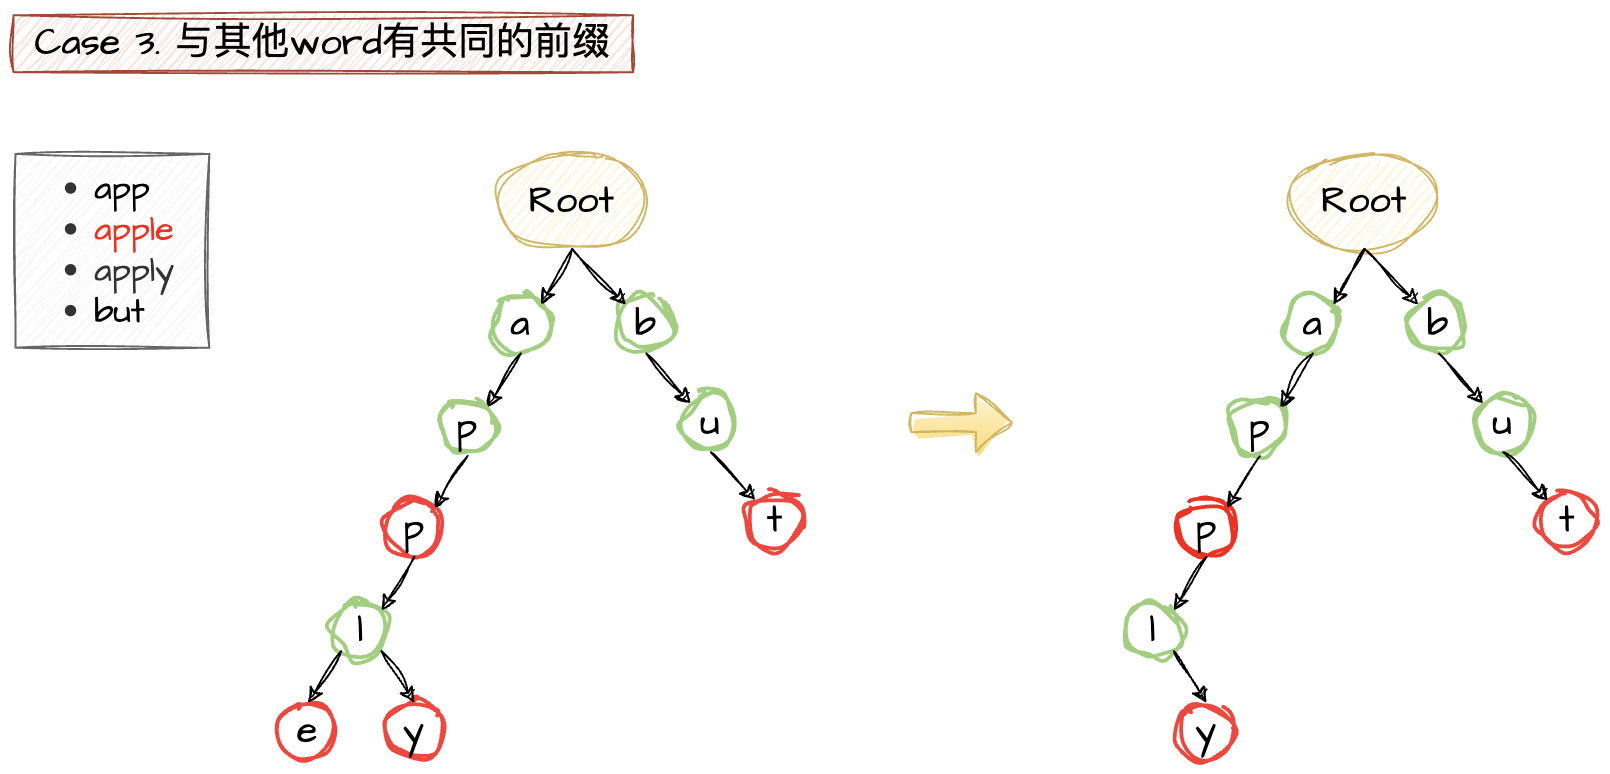 Case 3. 与其他word有共同的前缀
• app
• apple
• apply
• but
Root
a b
p u
p t
l
e y
Root
a b
p u
p t
l
y